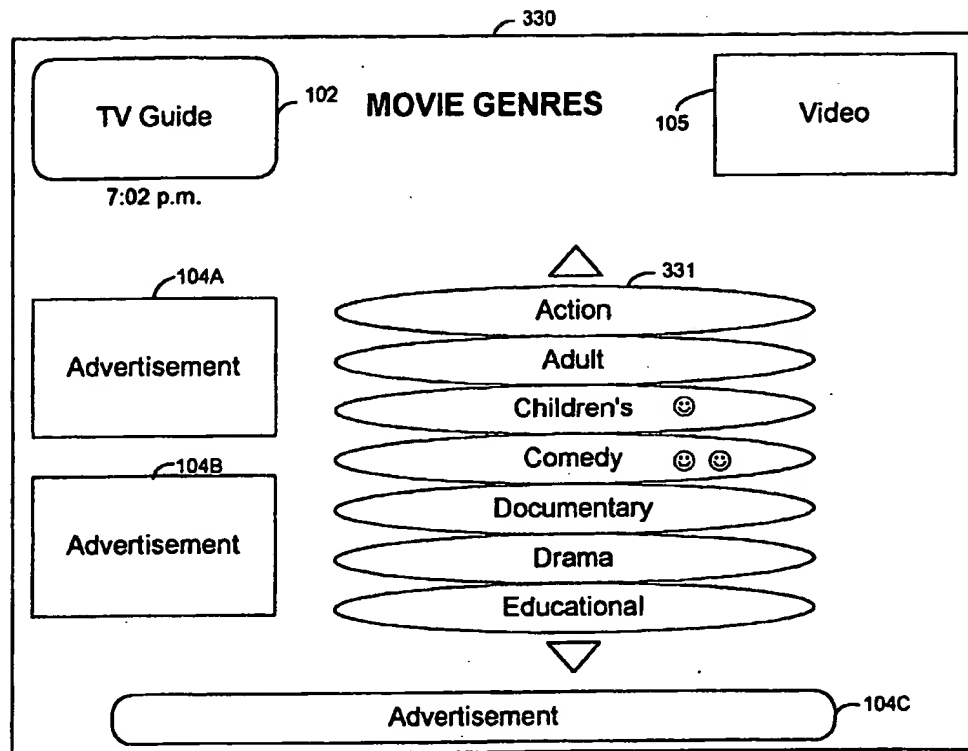 330
TV Guide
102
MOVIE GENRES
105
Video
7:02 p.m.
104A
Advertisement
104B
Advertisement
331
Action
Adult
Children's ☺
Comedy ☺ ☺
Documentary
Drama
Educational
Advertisement
104C